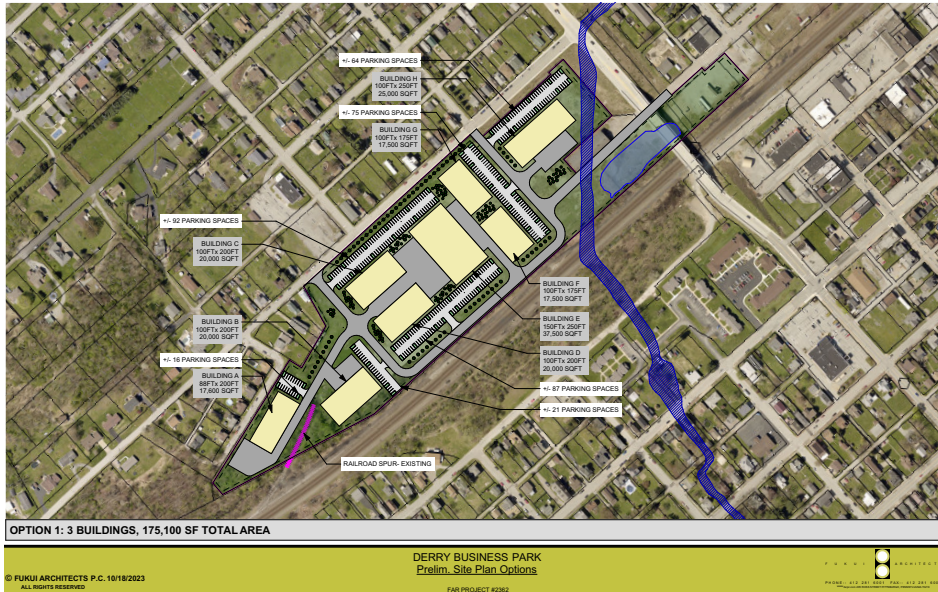 +/- 64 PARKING SPACES
BUILDING H
100FTx 250FT
25,000 SQFT
+/- 75 PARKING SPACES
BUILDING G
100FTx 175FT
17,500 SQFT
+/- 92 PARKING SPACES
BUILDING C
100FTx 200FT
20,000 SQFT
BUILDING F
100FTx 175FT
17,500 SQFT
BUILDING E
150FTx 250FT
37,500 SQFT
BUILDING B
100FTx 200FT
20,000 SQFT
BUILDING D
100FTx 200FT
20,000 SQFT
+/- 16 PARKING SPACES
BUILDING A
88FTx 200FT
17,600 SQFT
+/- 87 PARKING SPACES
+/- 21 PARKING SPACES
RAILROAD SPUR- EXISTING
OPTION 1: 3 BUILDINGS, 175,100 SF TOTAL AREA
DERRY BUSINESS PARK
Prelim. Site Plan Options
FAR PROJECT #2362
© FUKUI ARCHITECTS P.C. 10/18/2023
ALL RIGHTS RESERVED
F U K U I
A R C H I T E C T